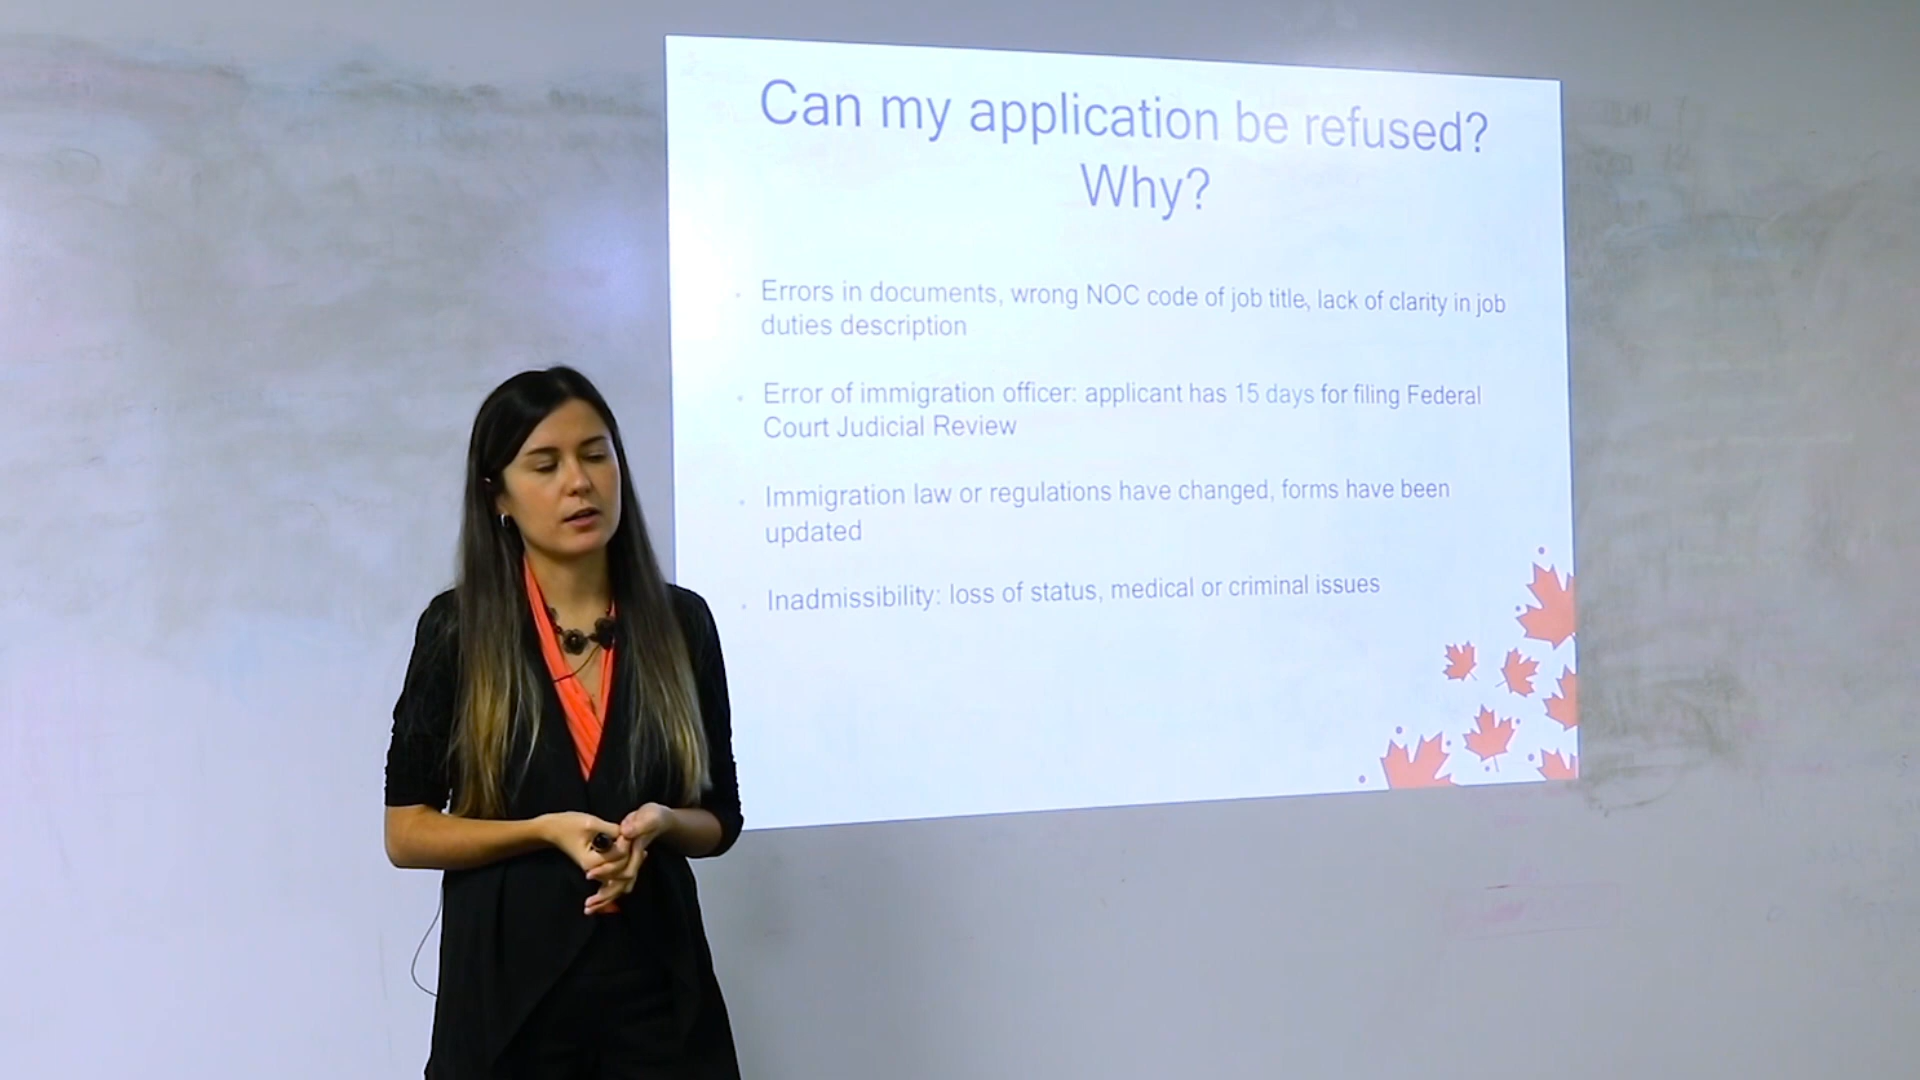 Can my application be refused?
Why?
Errors in documents, wrong NOC code of job title, lack of clarity in job
duties description
Error of immigration officer: applicant has 15 days for filing Federal
Court Judicial Review
Immigration law or regulations have changed, forms have been
updated
Inadmissibility: loss of status, medical or criminal issues